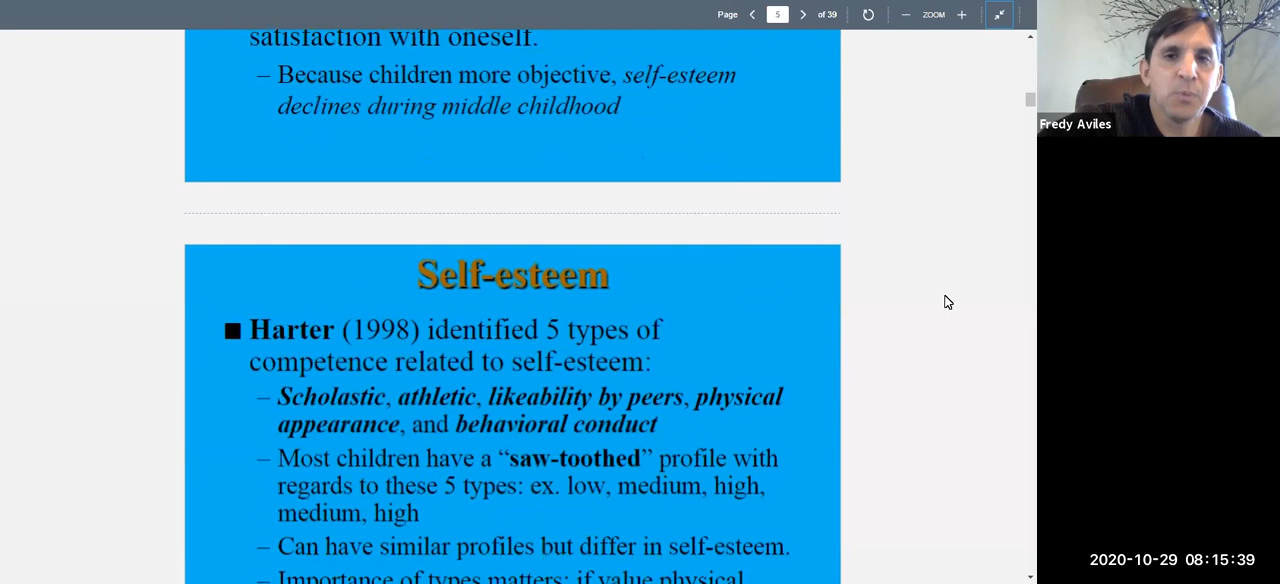 Page 5 of 39 ZOOM
satisfaction with oneself.
– Because children more objective, self-esteem
declines during middle childhood
Fredy Aviles
Self-esteem
■ Harter (1998) identified 5 types of
competence related to self-esteem:
– Scholastic, athletic, likeability by peers, physical
appearance, and behavioral conduct
– Most children have a “saw-toothed” profile with
regards to these 5 types: ex. low, medium, high,
medium, high
– Can have similar profiles but differ in self-esteem.
– Importance of types matters: if value physical
2020-10-29 08:15:39